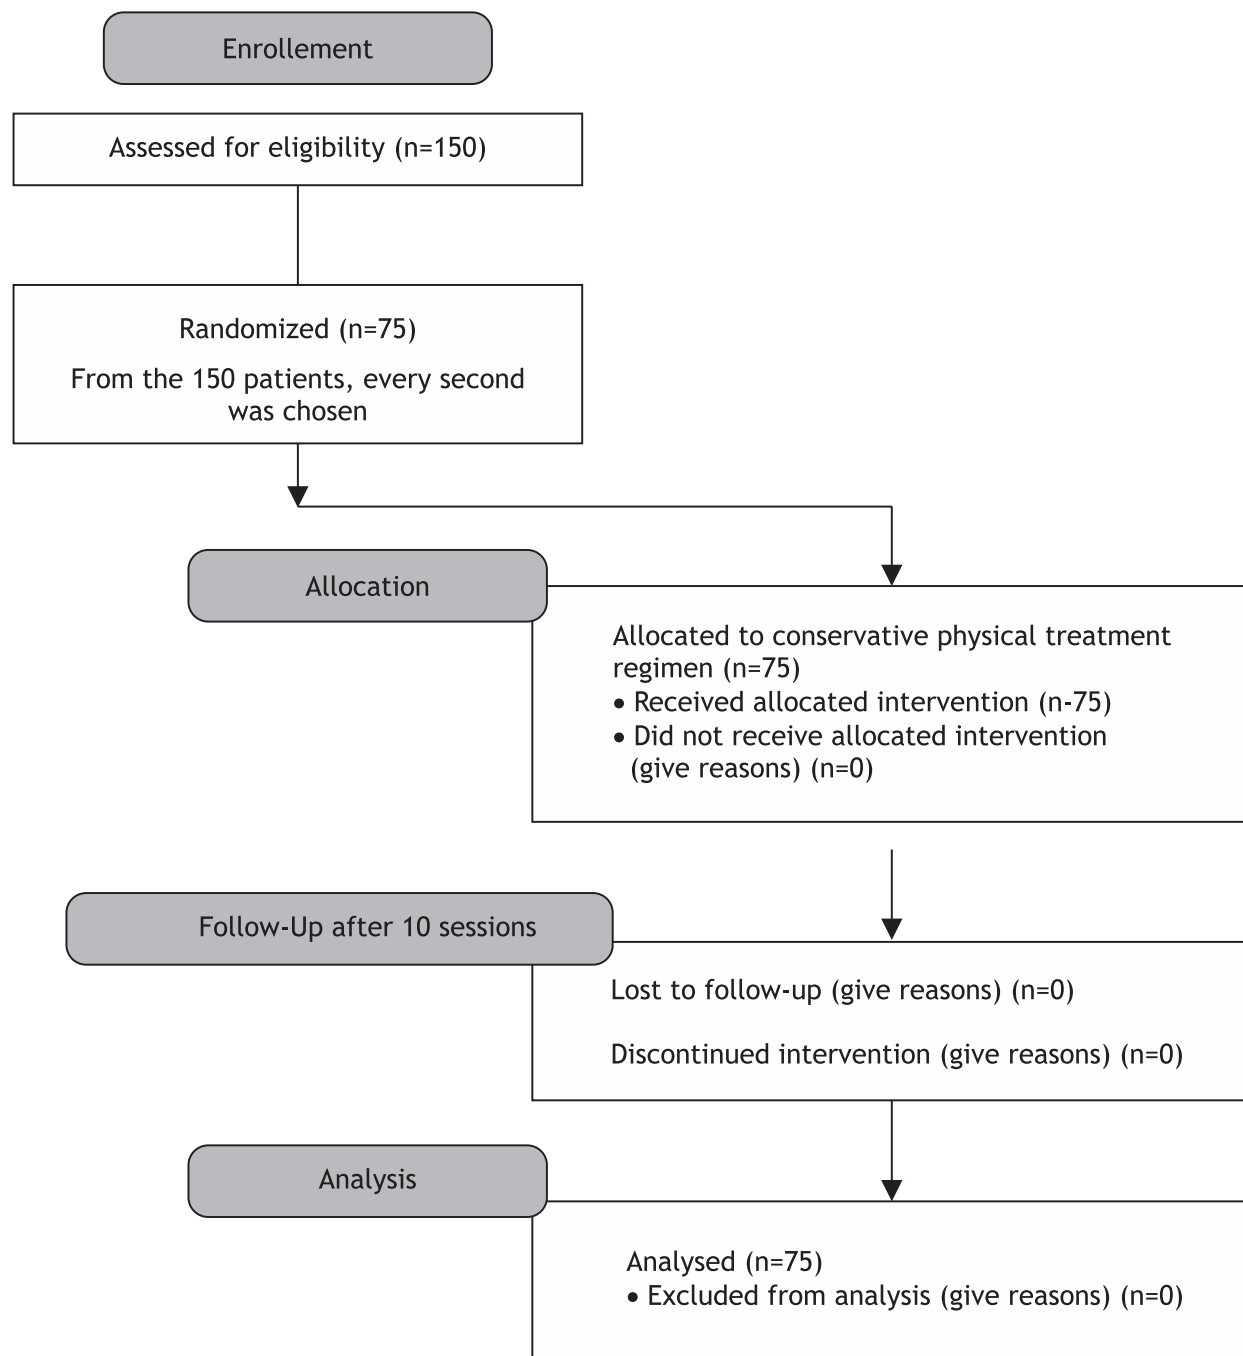 Enrollement
Assessed for eligibility (n=150)
Randomized (n=75)
From the 150 patients, every second
was chosen
Allocation
Allocated to conservative physical treatment
regimen (n=75)
• Received allocated intervention (n-75)
• Did not receive allocated intervention
(give reasons) (n=0)
Follow-Up after 10 sessions
Lost to follow-up (give reasons) (n=0)
Discontinued intervention (give reasons) (n=0)
Analysis
Analysed (n=75)
• Excluded from analysis (give reasons) (n=0)